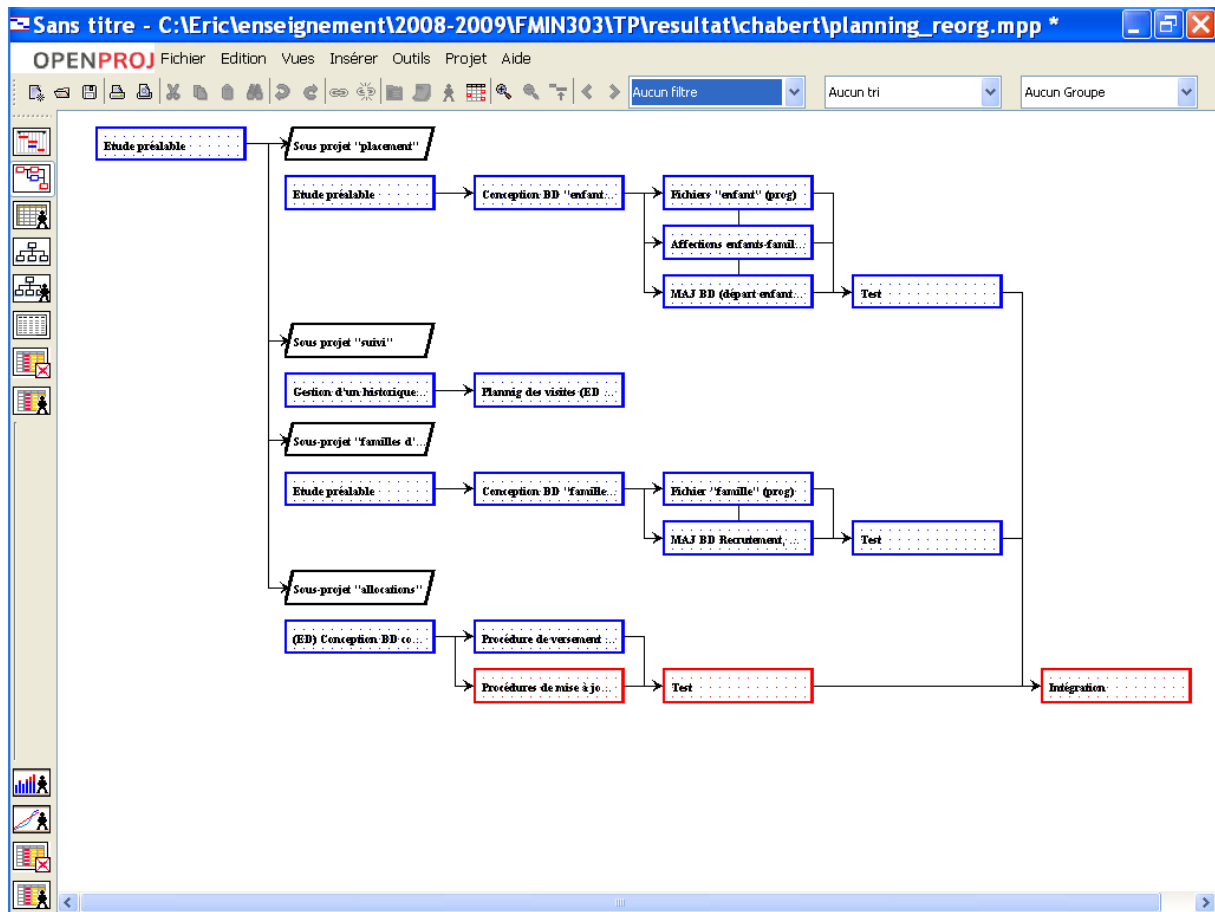 Sans titre - C:\Eric\enseignement\2008-2009\FMIN303\TP\resultat\chabert\planning_reorg.mpp *
OPENPROJ Fichier Edition Vues Insérer Outils Projet Aide
Aucun filtre Aucun tri Aucun Groupe
Etude préalable Sous projet "placement"
Etude préalable Conception BD "enfant... Fichiers "enfant" (prog)
Affections enfants-famil...
MAJ BD (départ enfant... Test
Sous projet "suivi"
Gestion d'un historique... Plannig des visites (ED ...
Sous-projet "familles d'...
Etude préalable Conception BD "famille... Fichier "famille" (prog)
MAJ BD Recrutement, ... Test
Sous-projet "allocations"
(ED) Conception BD co... Procédure de versement ...
Procédures de mise à jo... Test Intégration